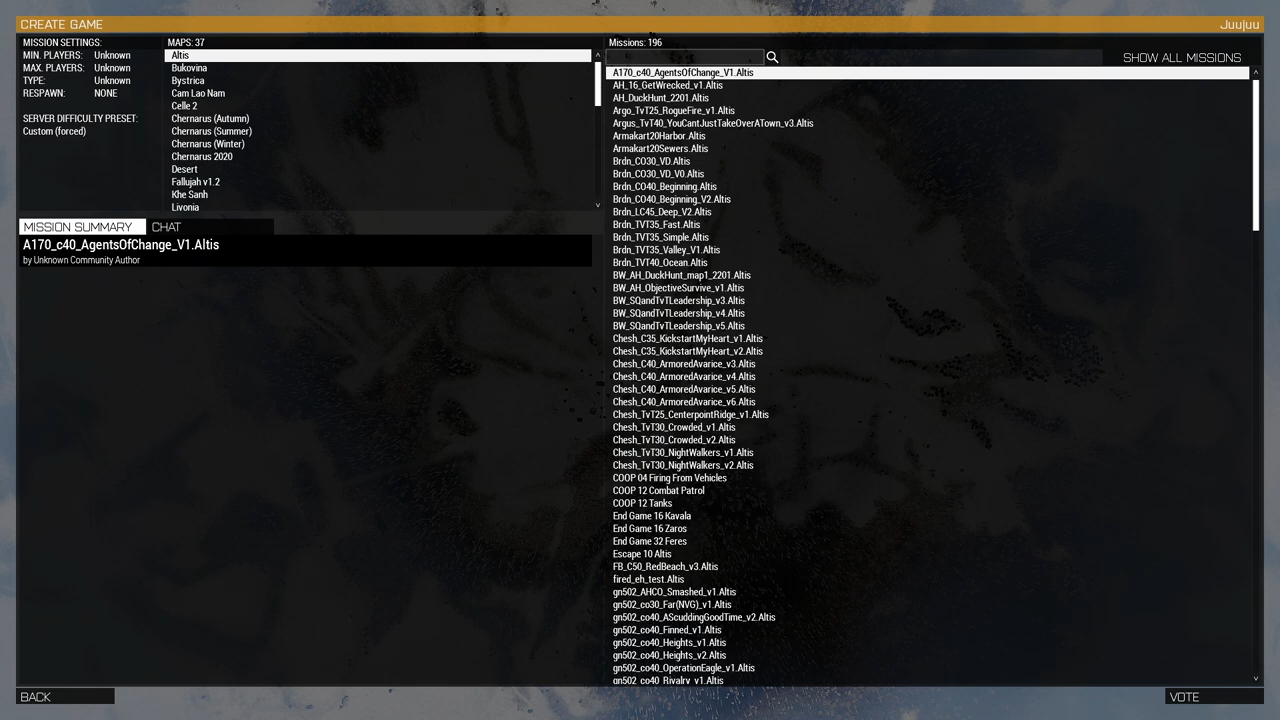 CREATE GAME
Juu|uu
MISSION SETTINGS:
MIN. PLAYERS: Unknown
MAX. PLAYERS: Unknown
TYPE: Unknown
RESPAWN: NONE
SERVER DIFFICULTY PRESET:
Custom (forced)
MAPS: 37
Altis
Bukovina
Bystrica
Cam Lao Nam
Celle 2
Chernarus (Autumn)
Chernarus (Summer)
Chernarus (Winter)
Chernarus 2020
Desert
Fallujah v1.2
Khe Sanh
Livonia
MISSION SUMMARY
CHAT
A170_c40_AgentsOfChange_V1.Altis
by Unknown Community Author
Missions: 196
SHOW ALL MISSIONS
A170_c40_AgentsOfChange_V1.Altis
AH_16_GetWrecked_v1.Altis
AH_DuckHunt_2201.Altis
Argo_TvT25_RogueFire_v1.Altis
Argus_TvT40_YouCantJustTakeOverATown_v3.Altis
Armakart20Harbor.Altis
Armakart20Sewers.Altis
Brdn_CO30_VD.Altis
Brdn_CO30_VD_V0.Altis
Brdn_CO40_Beginning.Altis
Brdn_CO40_Beginning_V2.Altis
Brdn_LC45_Deep_V2.Altis
Brdn_TVT35_Fast.Altis
Brdn_TVT35_Simple.Altis
Brdn_TVT35_Valley_V1.Altis
Brdn_TVT40_Ocean.Altis
BW_AH_DuckHunt_map1_2201.Altis
BW_AH_ObjectiveSurvive_v1.Altis
BW_SQandTvTLeadership_v3.Altis
BW_SQandTvTLeadership_v4.Altis
BW_SQandTvTLeadership_v5.Altis
Chesh_C35_KickstartMyHeart_v1.Altis
Chesh_C35_KickstartMyHeart_v2.Altis
Chesh_C40_ArmoredAvarice_v3.Altis
Chesh_C40_ArmoredAvarice_v4.Altis
Chesh_C40_ArmoredAvarice_v5.Altis
Chesh_C40_ArmoredAvarice_v6.Altis
Chesh_TvT25_CenterpointRidge_v1.Altis
Chesh_TvT30_Crowded_v1.Altis
Chesh_TvT30_Crowded_v2.Altis
Chesh_TvT30_NightWalkers_v1.Altis
Chesh_TvT30_NightWalkers_v2.Altis
COOP 04 Firing From Vehicles
COOP 12 Combat Patrol
COOP 12 Tanks
End Game 16 Kavala
End Game 16 Zaros
End Game 32 Feres
Escape 10 Altis
FB_C50_RedBeach_v3.Altis
fired_eh_test.Altis
gn502_AHCO_Smashed_v1.Altis
gn502_co30_Far(NVG)_v1.Altis
gn502_co40_AScuddingGoodTime_v2.Altis
gn502_co40_Finned_v1.Altis
gn502_co40_Heights_v1.Altis
gn502_co40_Heights_v2.Altis
gn502_co40_OperationEagle_v1.Altis
gn502_co40_Rivalry_v1.Altis
BACK
VOTE